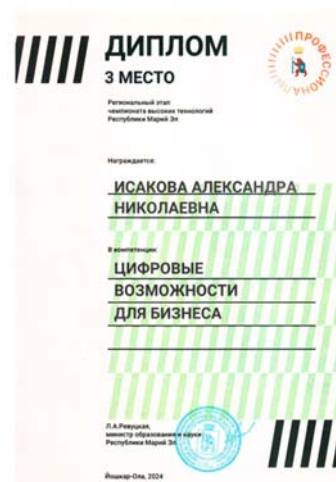 ДИПЛОМ
3 МЕСТО
Региональный этап
чемпионата высоких технологий
Республики Марий Эл
ПРОФЕССИОНАЛЫ
Награждается:
ИСАКОВА АЛЕКСАНДРА
НИКОЛАЕВНА
В компетенции:
ЦИФРОВЫЕ
ВОЗМОЖНОСТИ
ДЛЯ БИЗНЕСА
Л.А.Ревуцкая,
министр образования и науки
Республики Марий Эл
Йошкар-Ола, 2024